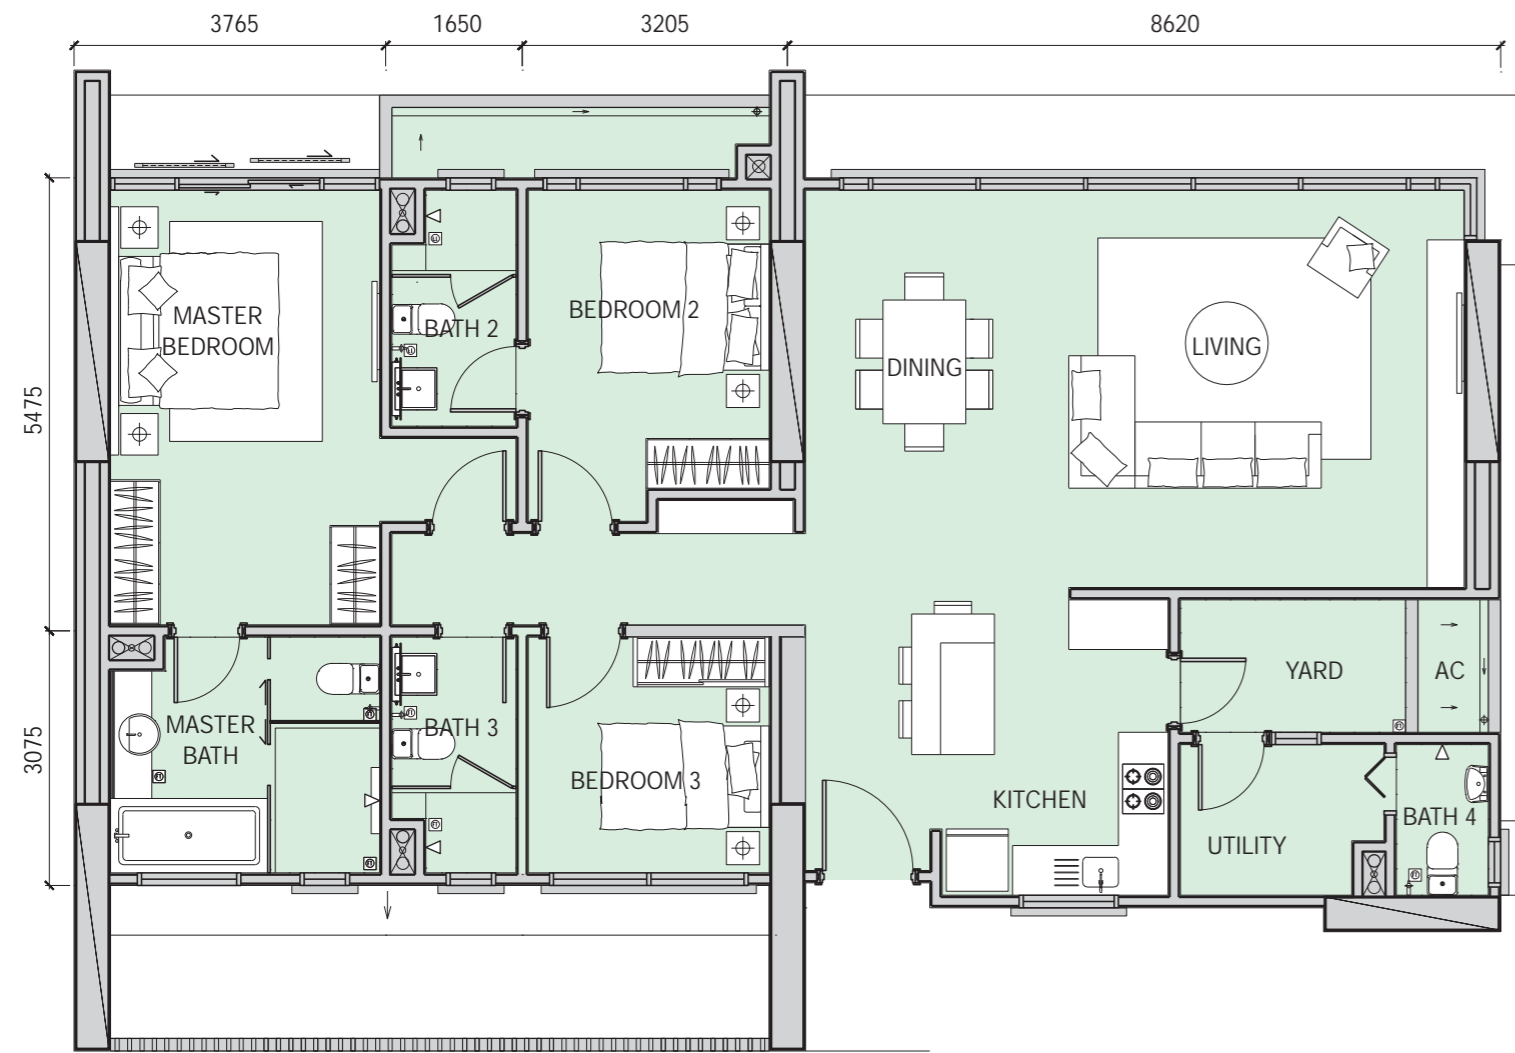 3765
1650
3205
8620
5475
3075
MASTER
BEDROOM
BATH 2
BEDROOM 2
DINING
LIVING
MASTER
BATH
BATH 3
BEDROOM 3
KITCHEN
YARD
AC
UTILITY
BATH 4